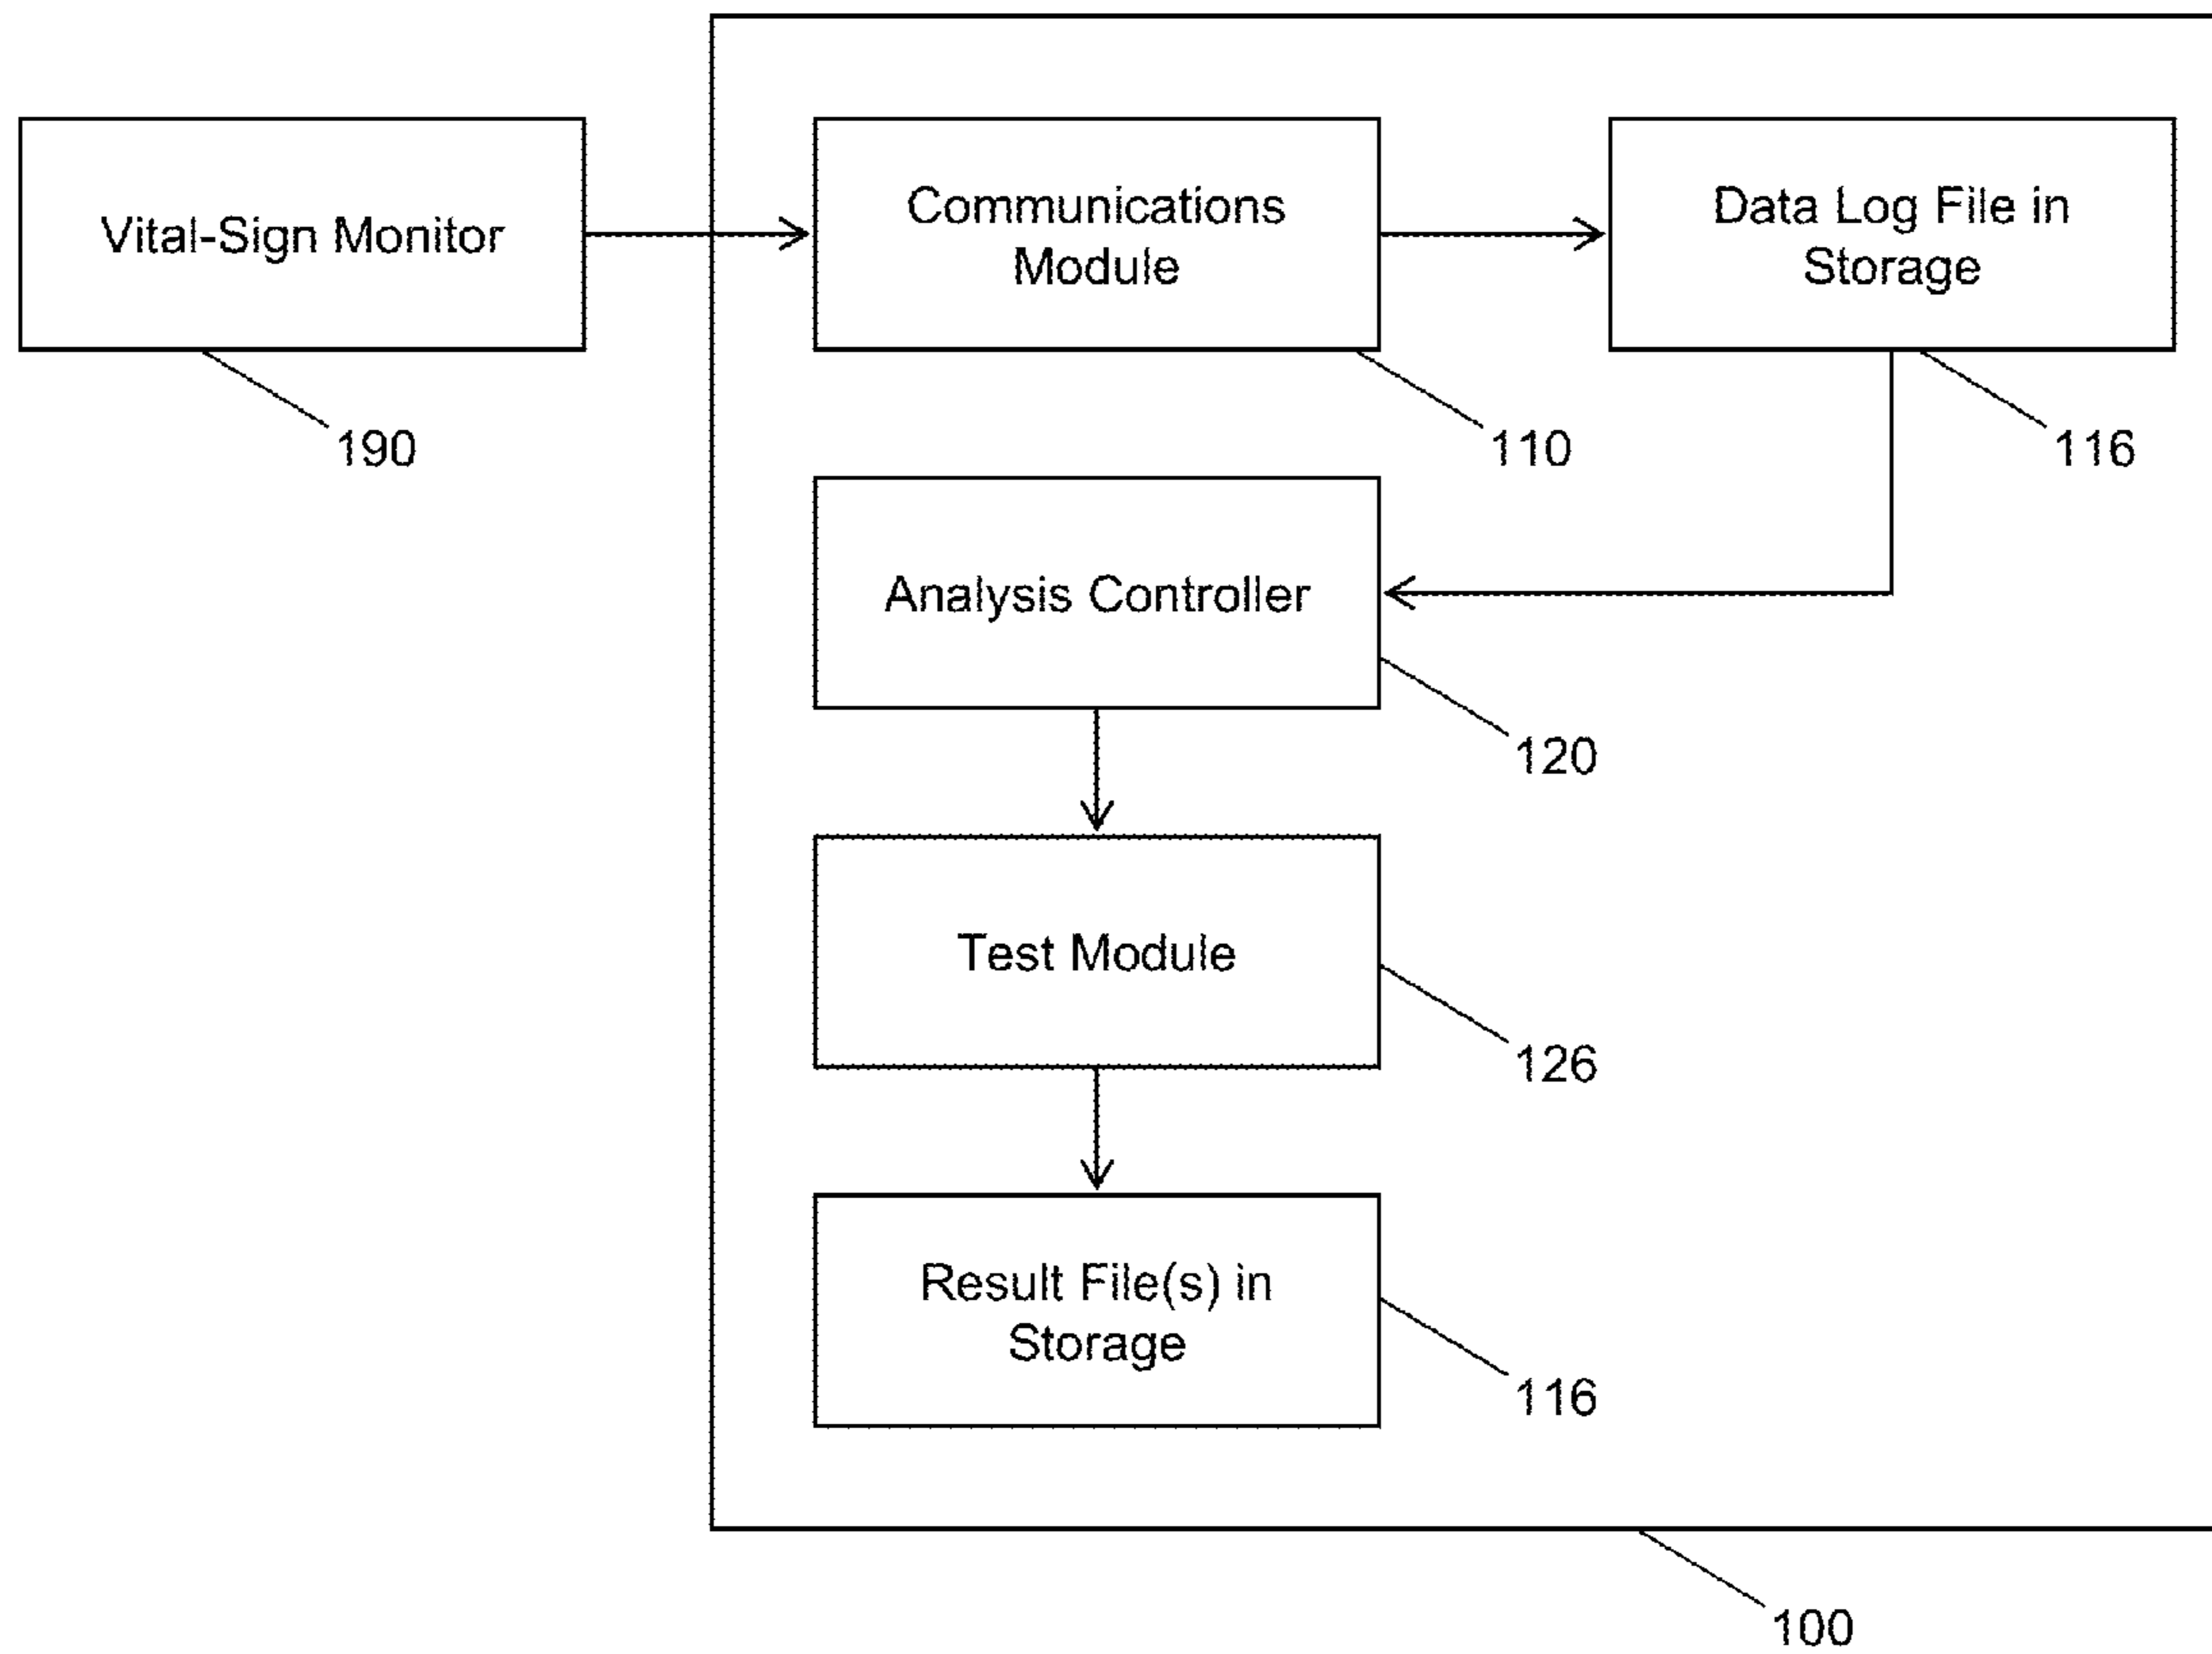 Vital-Sign Monitor
Communications
Module
Data Log File in
Storage
190
110
116
Analysis Controller
120
Test Module
126
Result File(s) in
Storage
116
100